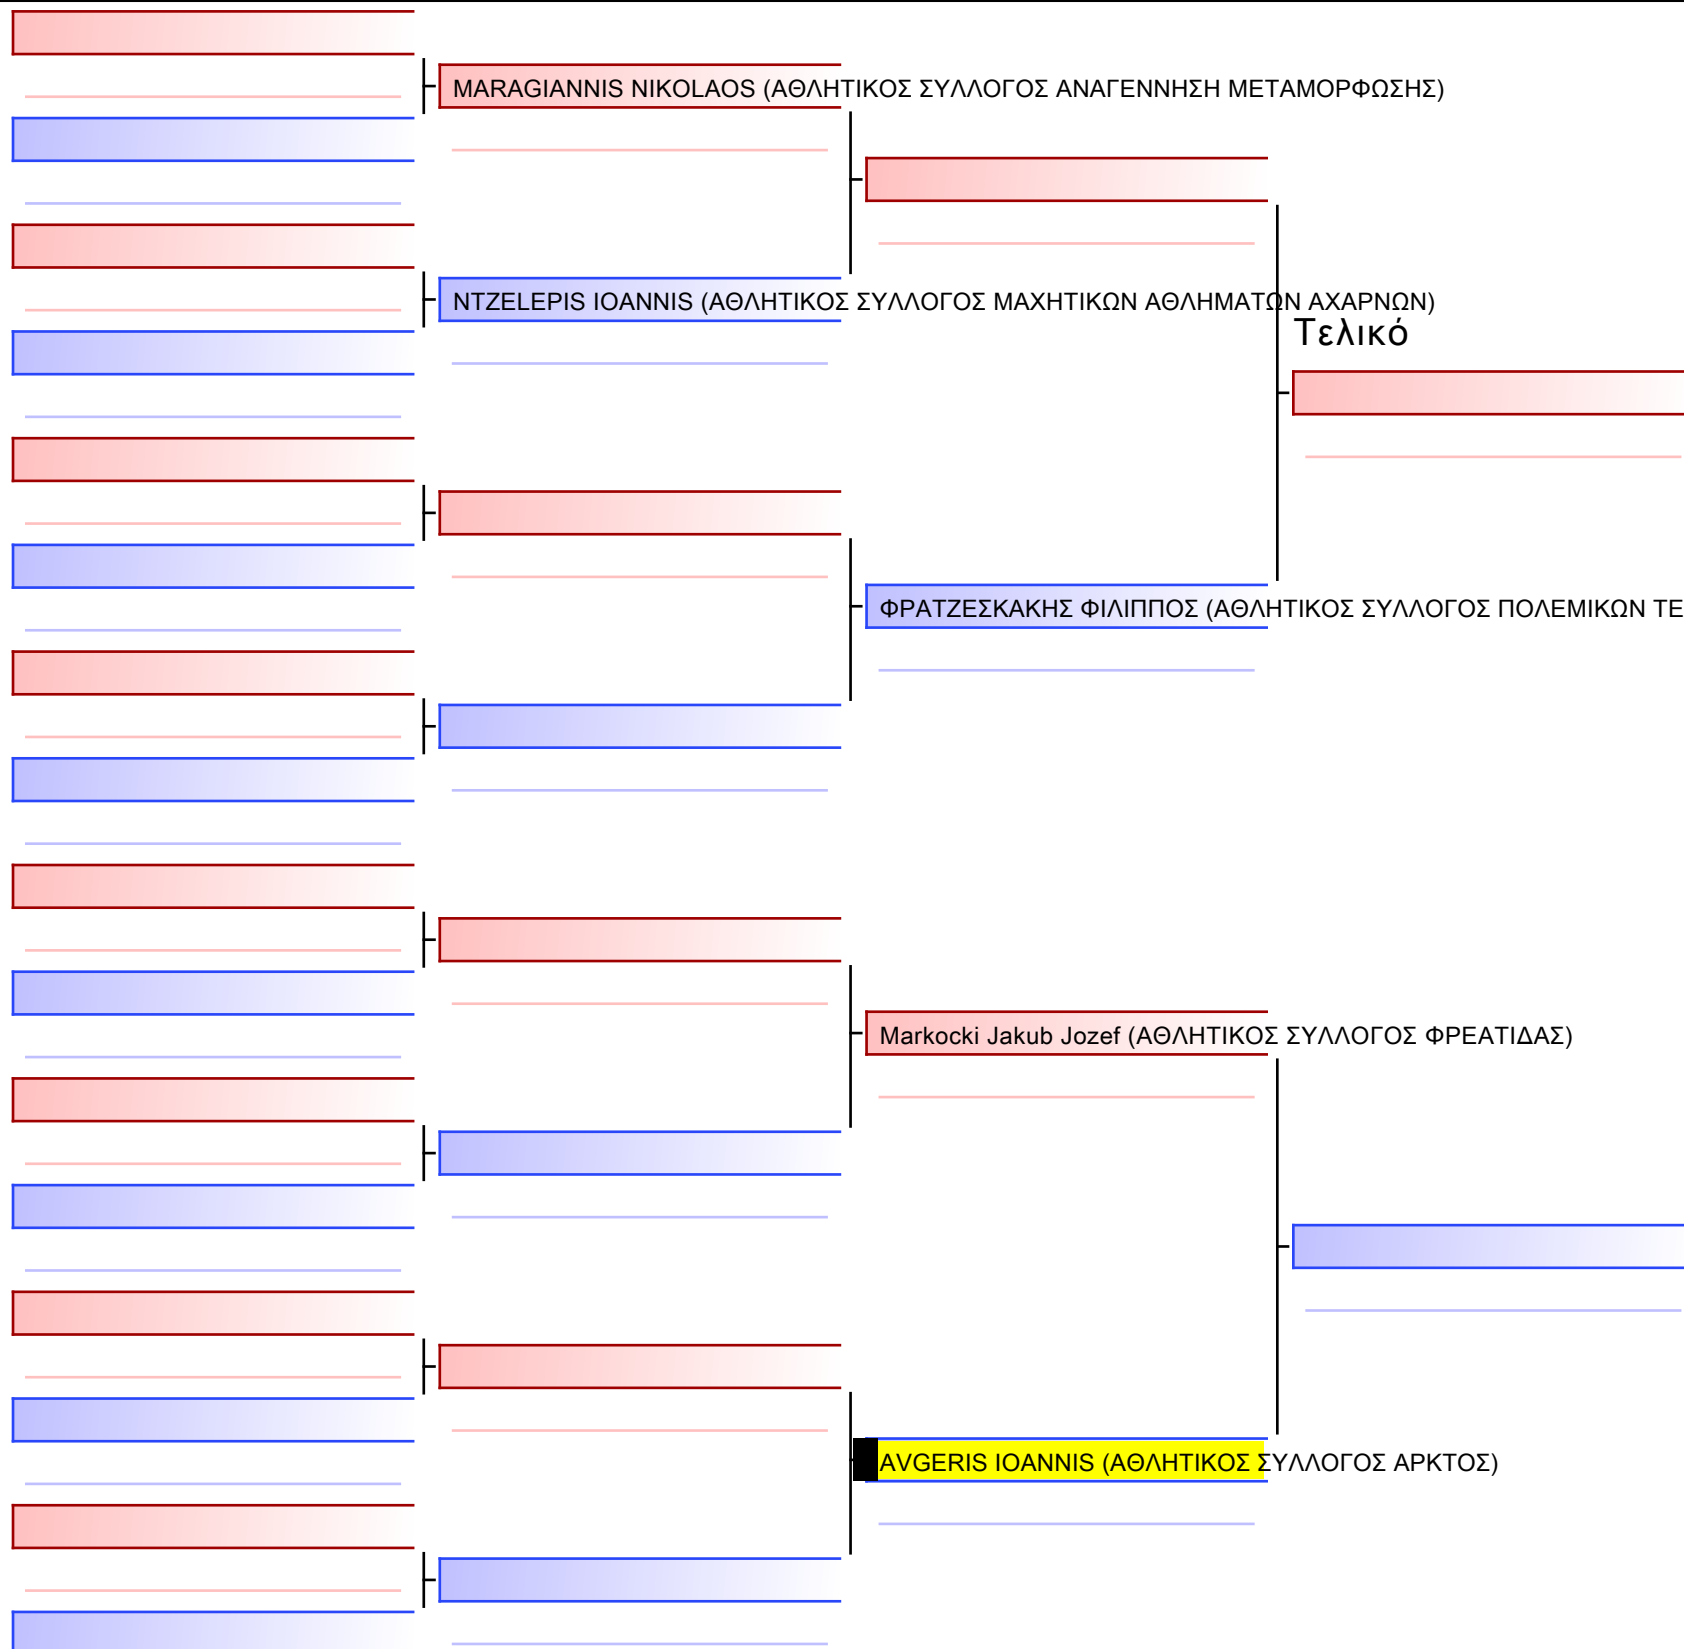 MARAGIANNIS NIKOLAOS (ΑΘΛΗΤΙΚΟΣ ΣΥΛΛΟΓΟΣ ΑΝΑΓΕΝΝΗΣΗ ΜΕΤΑΜΟΡΦΩΣΗΣ)
NTZELEPIS IOANNIS (ΑΘΛΗΤΙΚΟΣ ΣΥΛΛΟΓΟΣ ΜΑΧΗΤΙΚΩΝ ΑΘΛΗΜΑΤΩΝ ΑΧΑΡΝΩΝ)
Τελικό
ΦΡΑΤΖΕΣΚΑΚΗΣ ΦΙΛΙΠΠΟΣ (ΑΘΛΗΤΙΚΟΣ ΣΥΛΛΟΓΟΣ ΠΟΛΕΜΙΚΩΝ ΤΕ
Markocki Jakub Jozef (ΑΘΛΗΤΙΚΟΣ ΣΥΛΛΟΓΟΣ ΦΡΕΑΤΙΔΑΣ)
AVGERIS IOANNIS (ΑΘΛΗΤΙΚΟΣ ΣΥΛΛΟΓΟΣ ΑΡΚΤΟΣ)